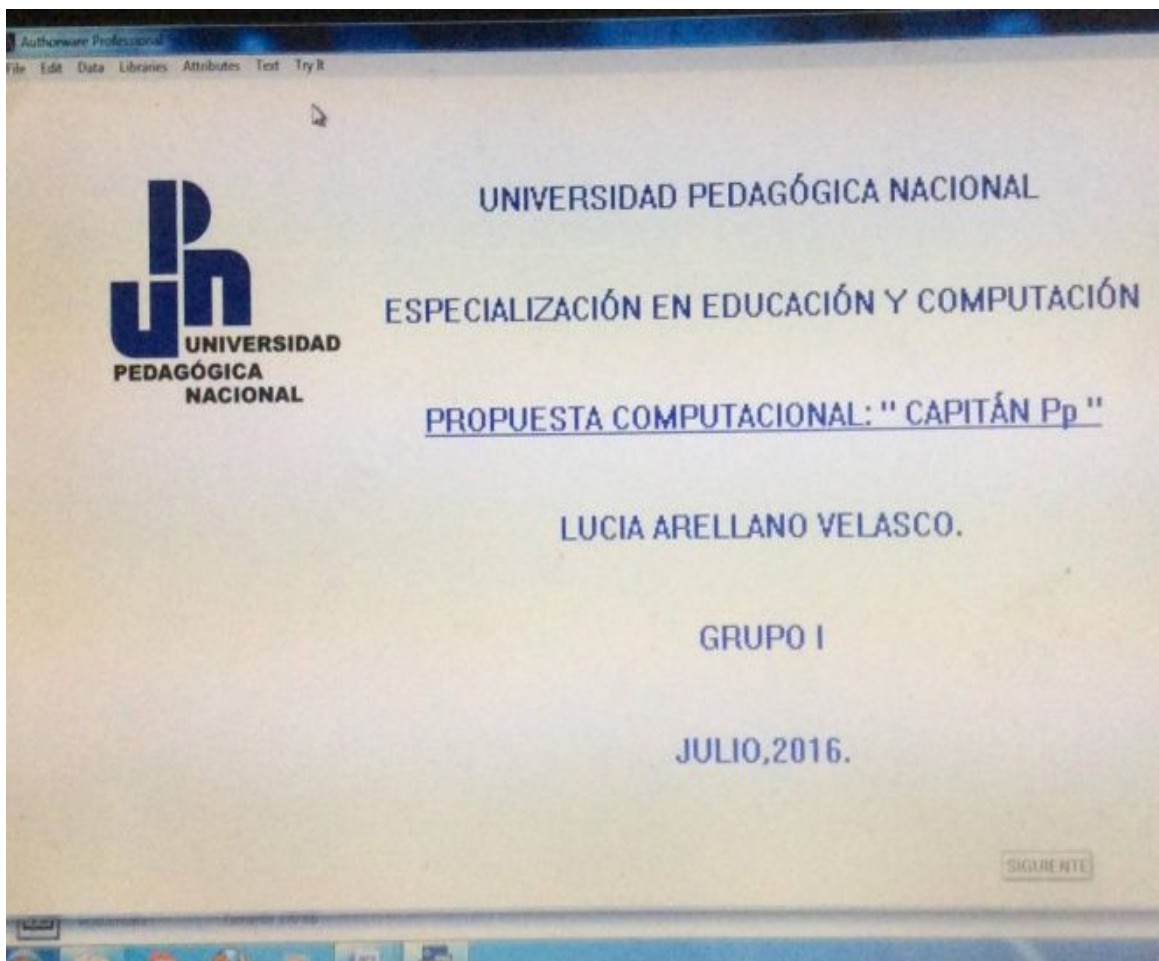 Authorware Professional
File Edit Data Libraries Attributes Text Try It
UNIVERSIDAD PEDAGÓGICA NACIONAL
ESPECIALIZACIÓN EN EDUCACIÓN Y COMPUTACIÓN
UNIVERSIDAD
PEDAGÓGICA
NACIONAL
PROPUESTA COMPUTACIONAL: " CAPITÁN Pp "
LUCIA ARELLANO VELASCO.
GRUPO I
JULIO,2016.
SIGUIENTE